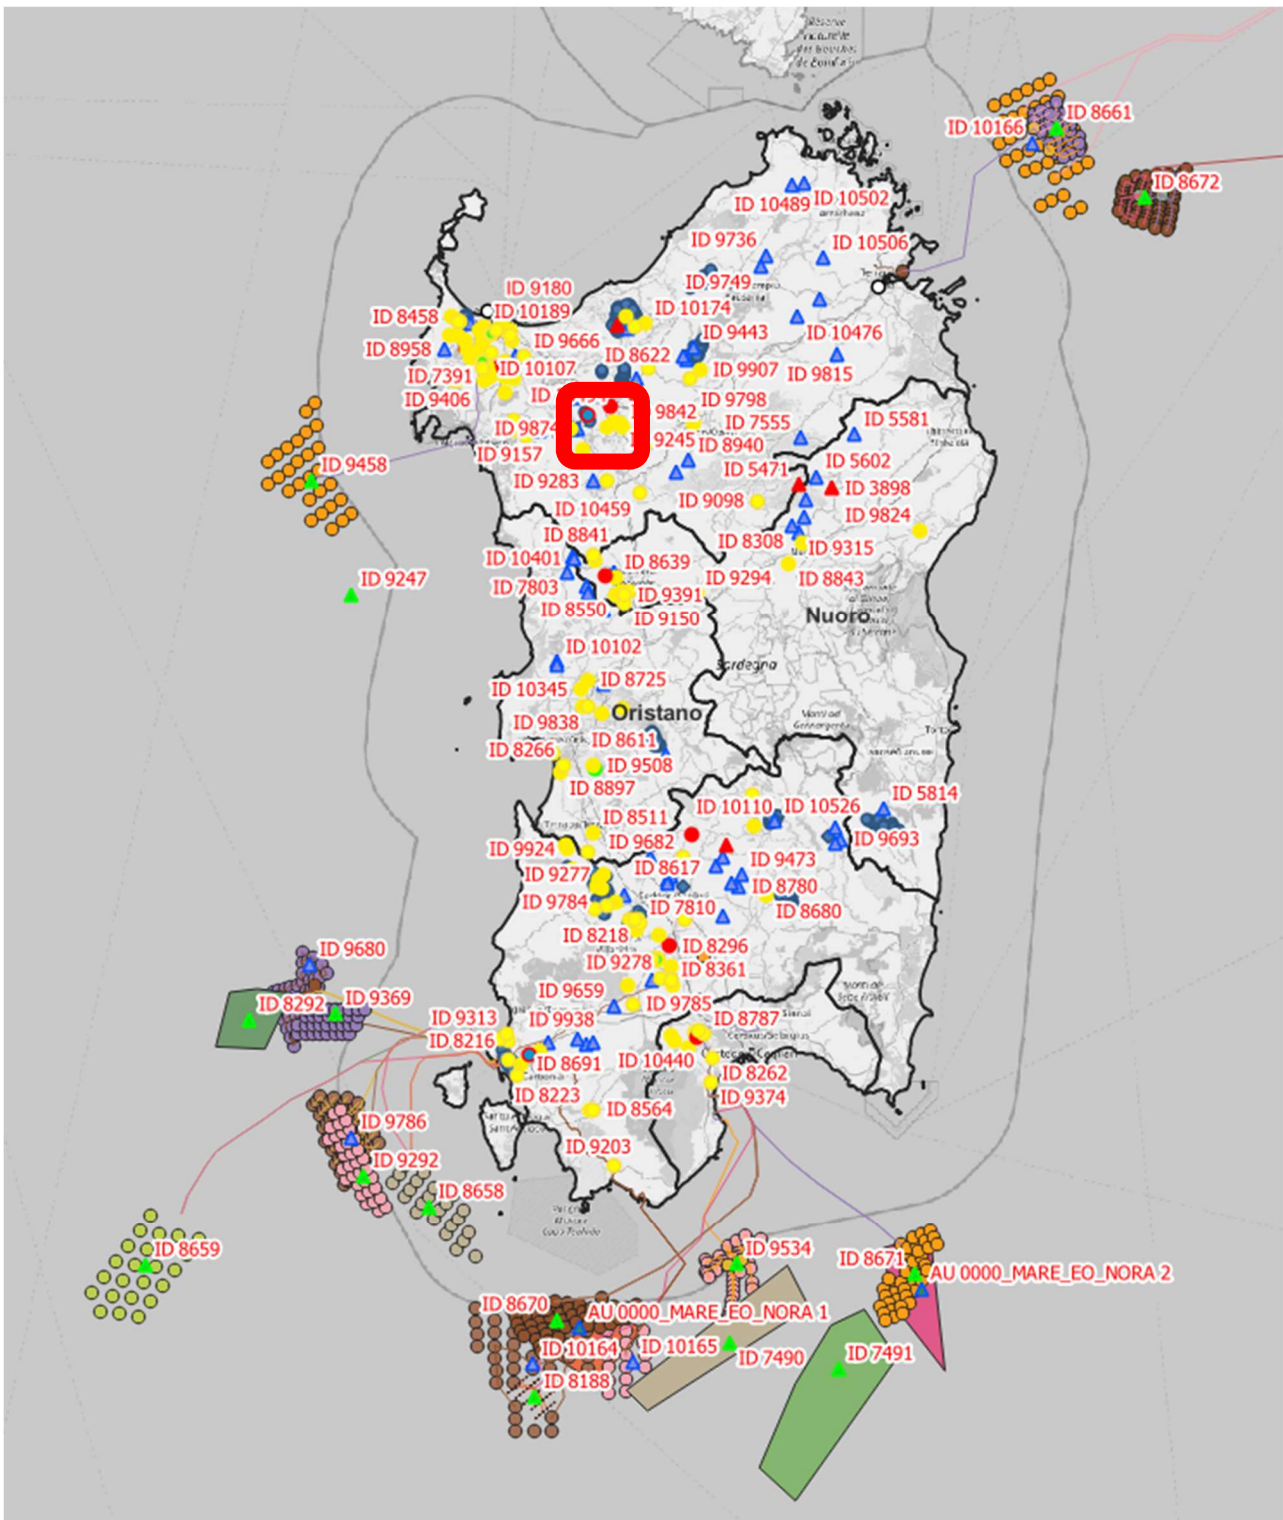 Réserve
ID 8661
ID 10166
ID 8672
ID 10489
ID 10502
ID 9736
ID 10506
ID 9749
ID 9180
ID 10174
ID 8458
ID 10189
ID 9443
ID 10476
ID 9666
ID 8958
ID 8622
ID 10107
ID 9907
ID 9815
ID 7391
ID 9406
ID 9798
ID 9842
ID 7555
ID 5581
ID 9874
ID 9245
ID 8940
ID 9157
ID 5602
ID 9458
ID 5471
ID 9283
ID 3898
ID 9098
ID 10459
ID 9824
ID 8841
ID 8308
ID 9315
ID 10401
ID 8639
ID 9247
ID 9294
ID 8843
ID 7803
ID 9391
ID 8550
ID 9150
Nuoro
ID 10102
Sardegna
ID 8725
ID 10345
Oristano
ID 9838
ID 8611
ID 8266
ID 9508
ID 8897
ID 5814
ID 10110
ID 10526
ID 8511
ID 9682
ID 9693
ID 9924
ID 9473
ID 9277
ID 8617
ID 8780
ID 9784
ID 7810
ID 8680
ID 8218
ID 8296
ID 9680
ID 9278
ID 8361
ID 9659
ID 9785
ID 8292
ID 9369
ID 9313
ID 9938
ID 8787
ID 8216
ID 8691
ID 10440
ID 8262
ID 8223
ID 9374
ID 8564
ID 9786
ID 9203
ID 9292
ID 8658
ID 8659
ID 9534
ID 8671
AU 0000_MARE_EO_NORA 2
ID 8670
AU 0000_MARE_EO_NORA 1
ID 10164
ID 10165
ID 7490
ID 7491
ID 8188